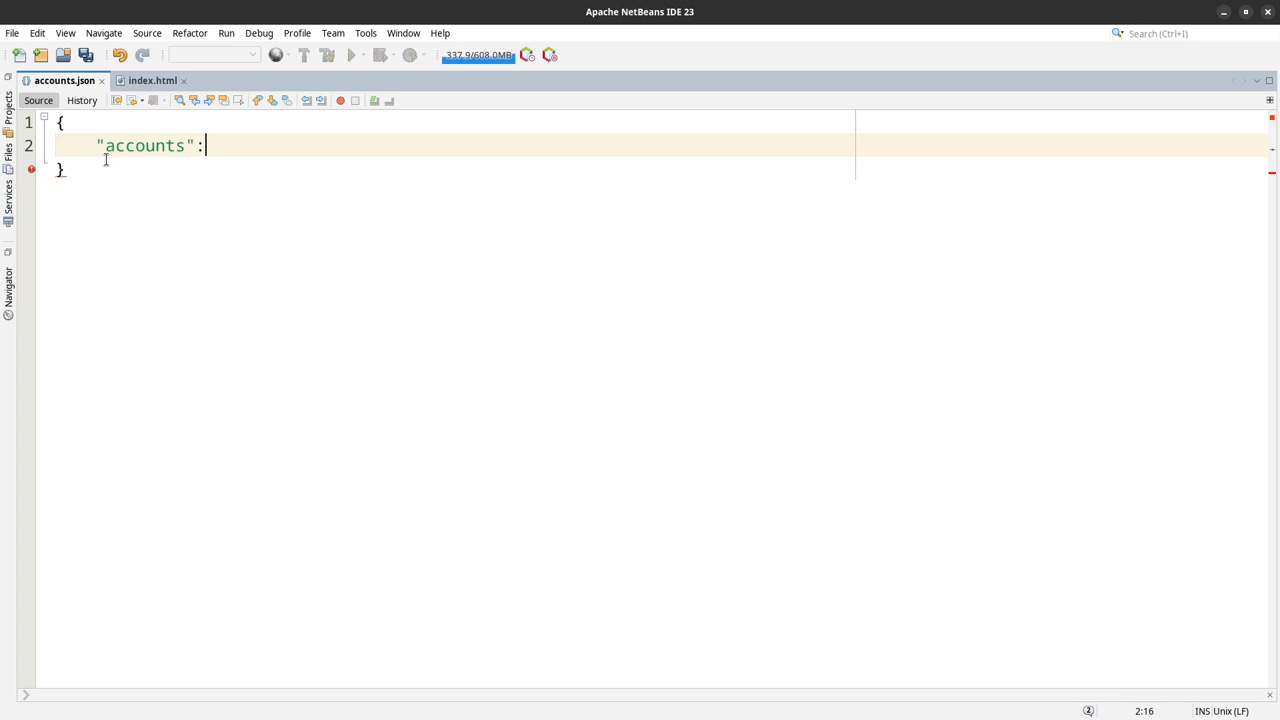 Apache NetBeans IDE 23
File Edit View Navigate Source Refactor Run Debug Profile Team Tools Window Help
Search (Ctrl+I)
337.9/608.0MB
accounts.json index.html
Source History
Projects
Files
Services
Navigator
1 {
2 "accounts":
}
2
2:16 INS Unix (LF)